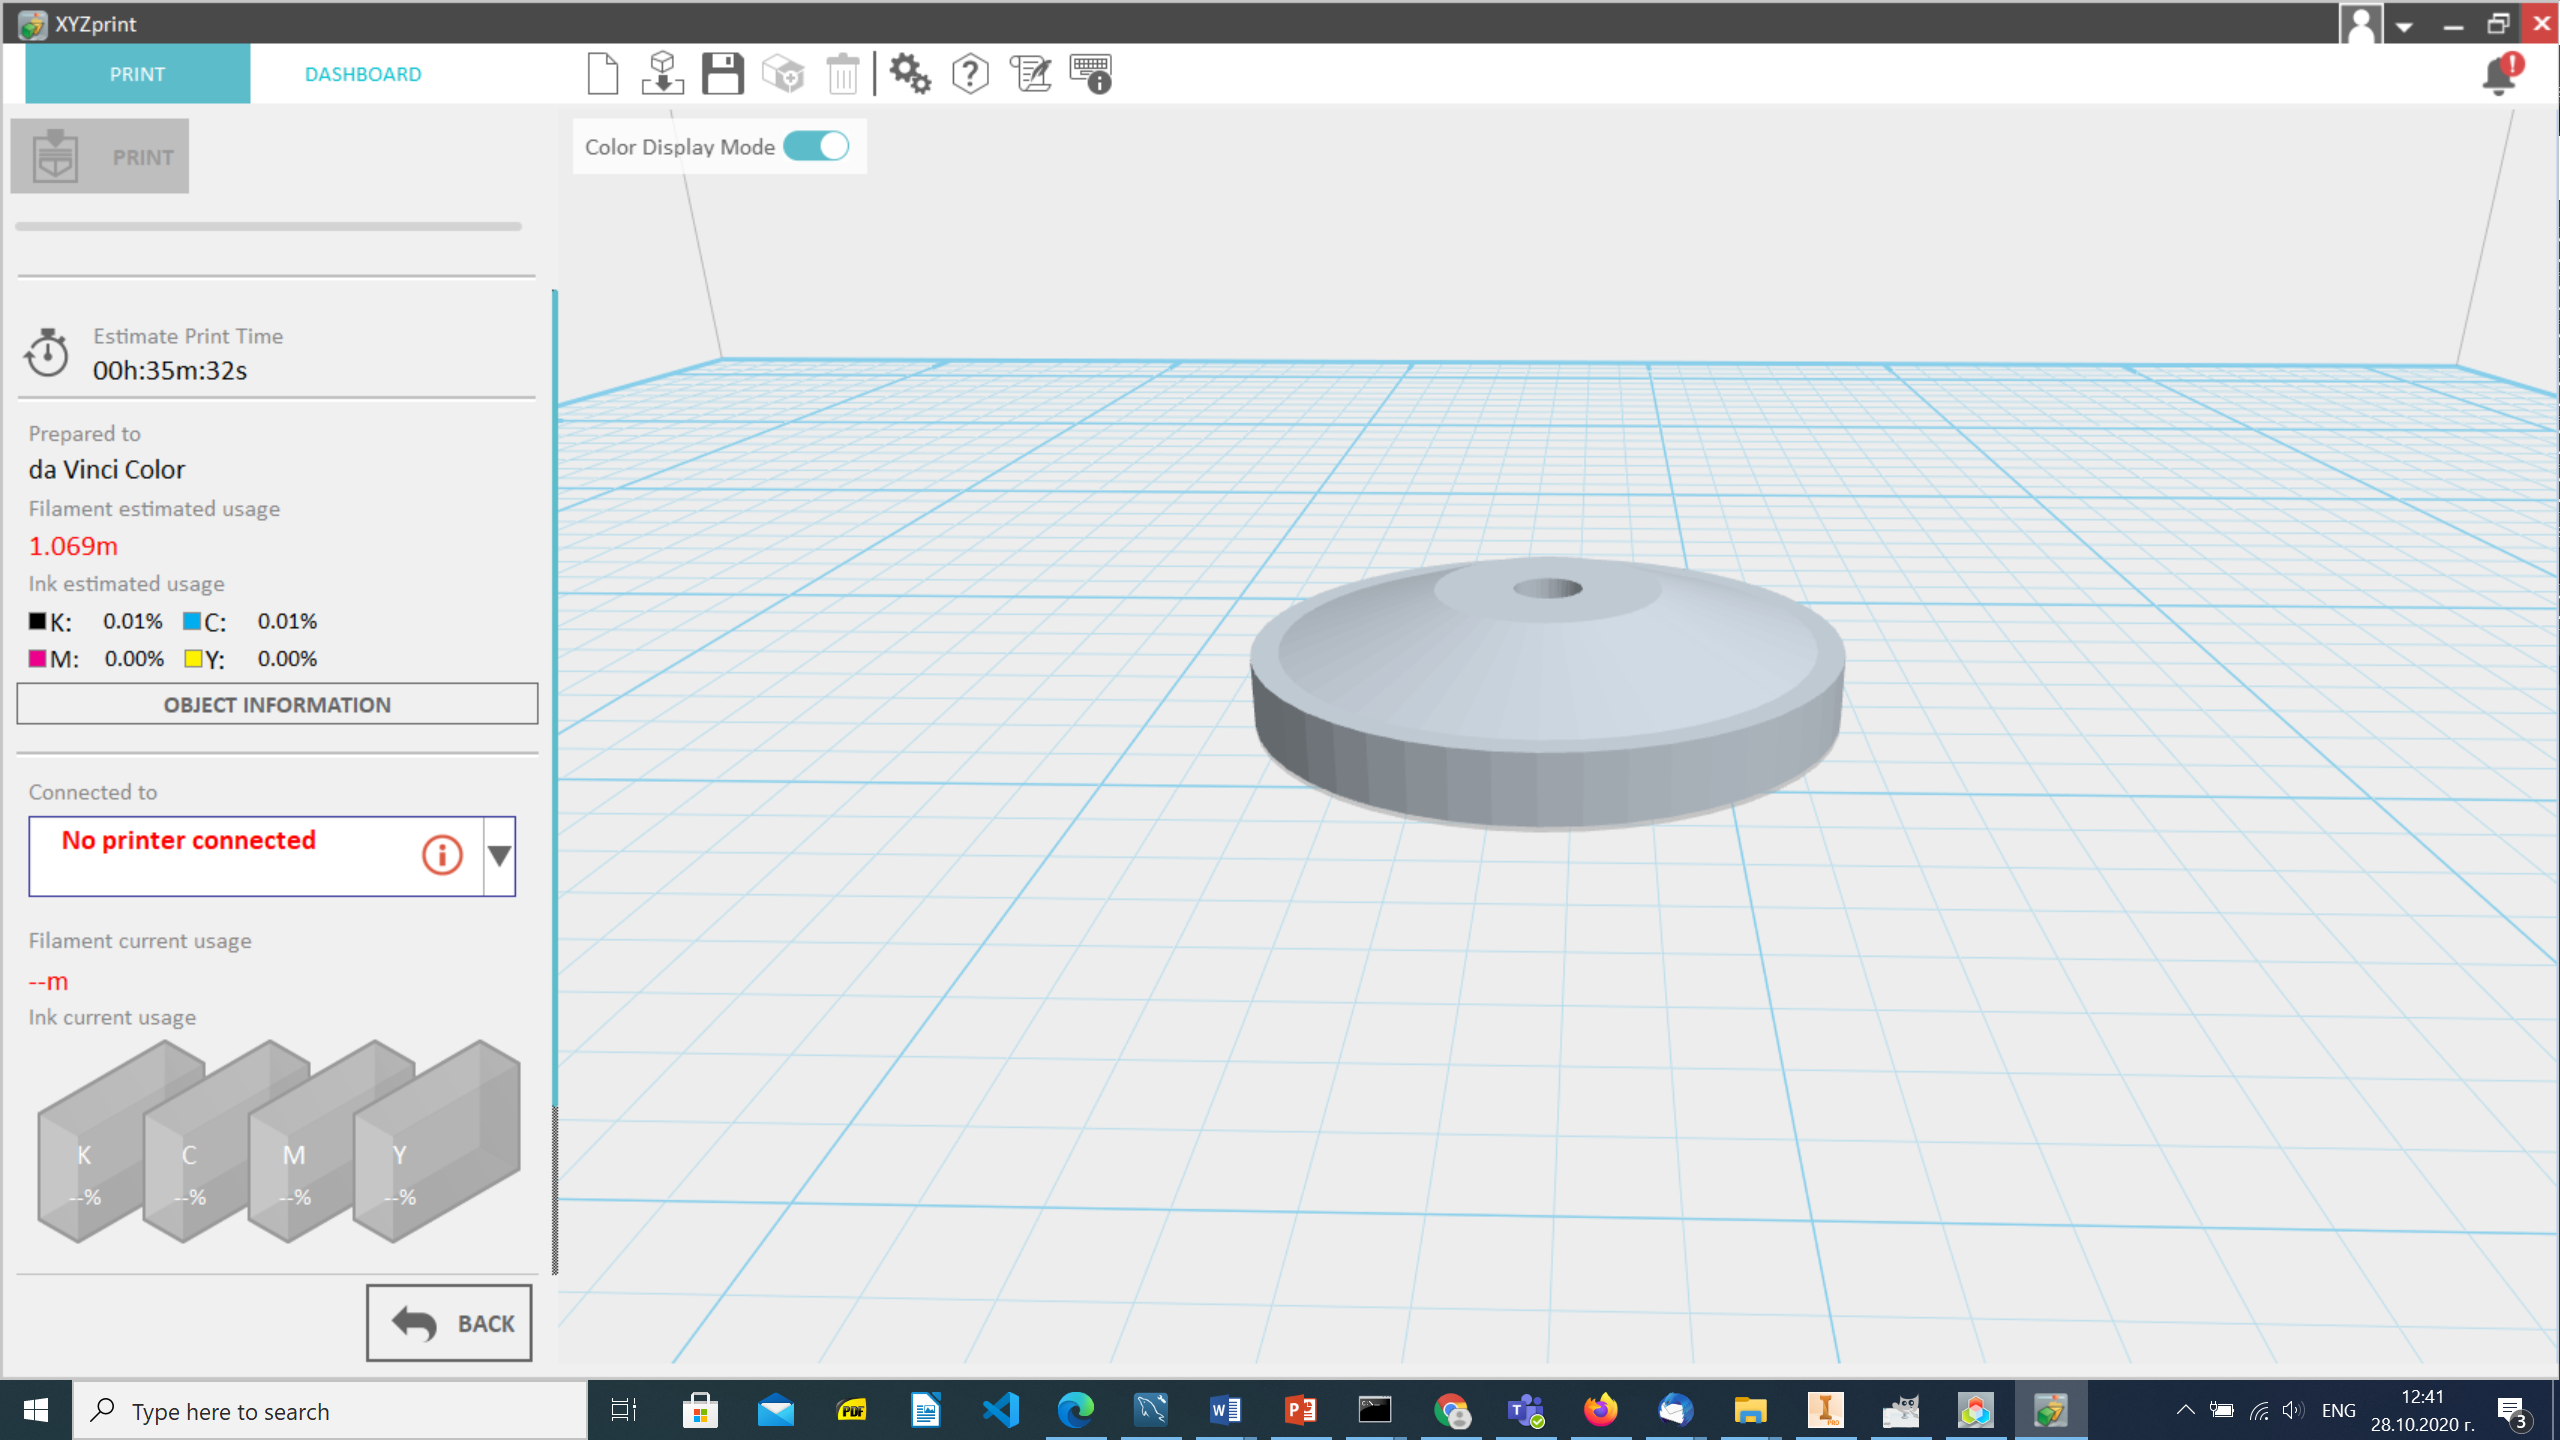 XYZprint
PRINT
DASHBOARD
PRINT
Color Display Mode
Estimate Print Time
00h:35m:32s
Prepared to
da Vinci Color
Filament estimated usage
1.069m
Ink estimated usage
K: 0.01% C: 0.01%
M: 0.00% Y: 0.00%
OBJECT INFORMATION
Connected to
No printer connected
Filament current usage
--m
Ink current usage
K C M Y
--% --% --% --%
BACK
Type here to search
PDF
ENG
12:41
28.10.2020 г.
3